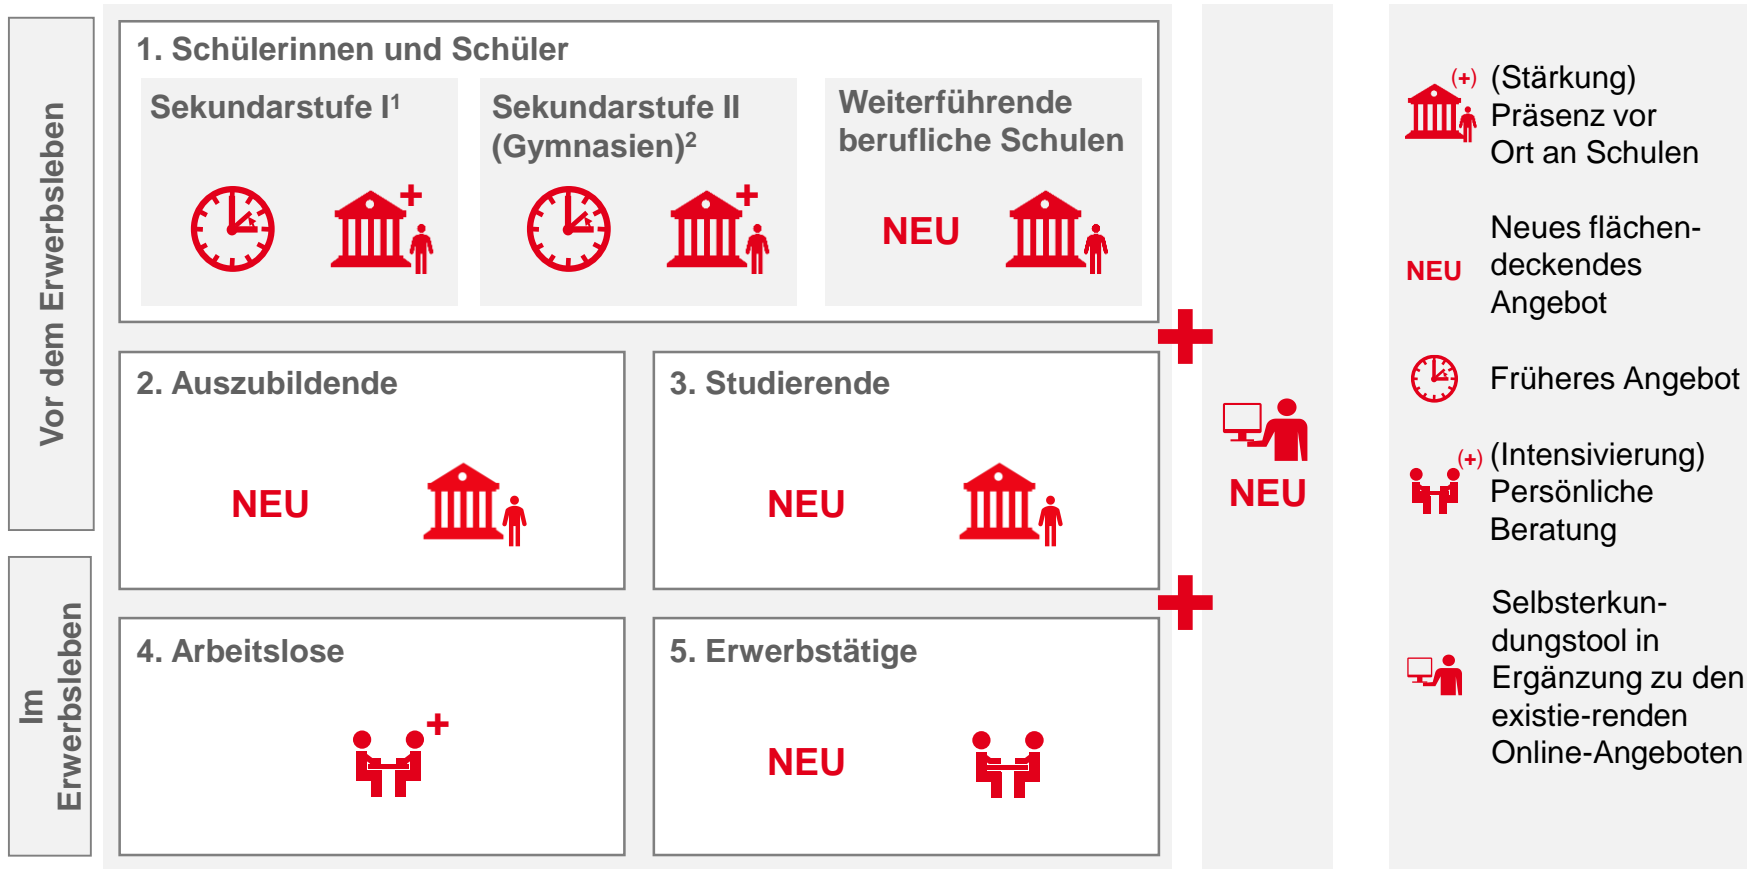 Vor dem Erwerbsleben
1. Schülerinnen und Schüler
Sekundarstufe I¹
Sekundarstufe II
(Gymnasien)²
Weiterführende
berufliche Schulen
NEU
2. Auszubildende
NEU
3. Studierende
NEU
Im
Erwerbsleben
4. Arbeitslose
5. Erwerbstätige
NEU
NEU
(+) (Stärkung)
Präsenz vor
Ort an Schulen
NEU
Neues flächen-
deckendes
Angebot
Früheres Angebot
(+) (Intensivierung)
Persönliche
Beratung
Selbsterkun-
dungstool in
Ergänzung zu den
existie-renden
Online-Angeboten